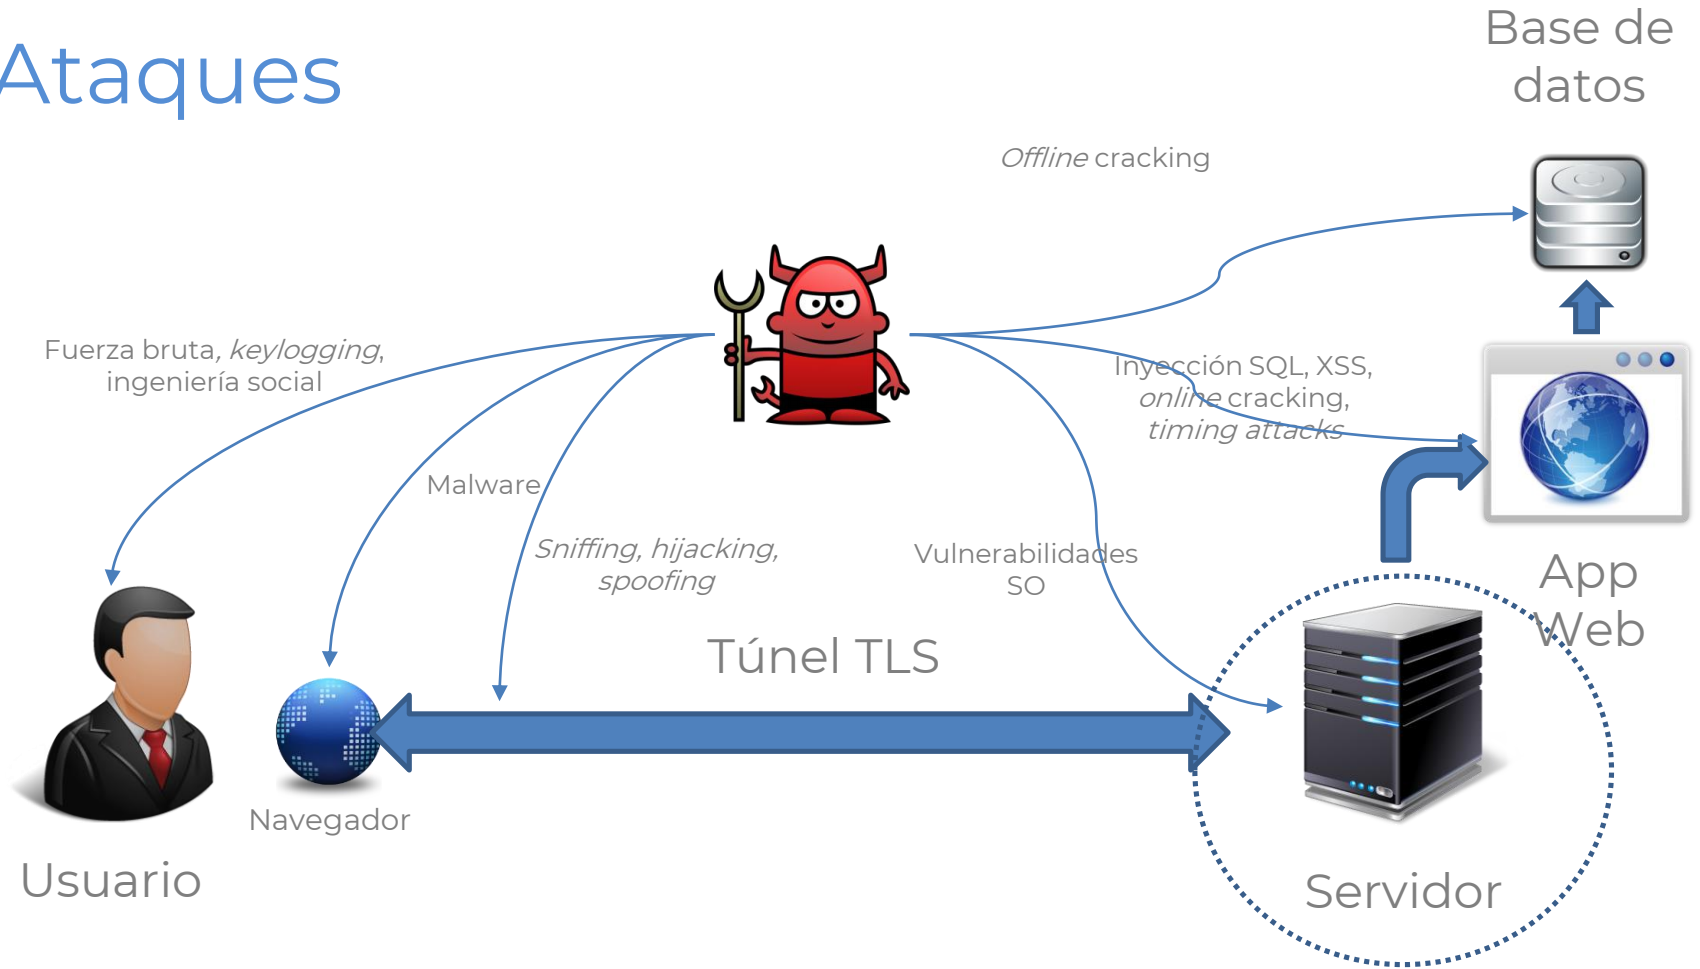 Ataques
Base de
datos
Offline cracking
Fuerza bruta, keylogging,
ingeniería social
Inyección SQL, XSS,
online cracking,
timing attacks
Malware
Sniffing, hijacking,
spoofing
Vulnerabilidades
SO
App
Web
Túnel TLS
Navegador
Usuario
Servidor